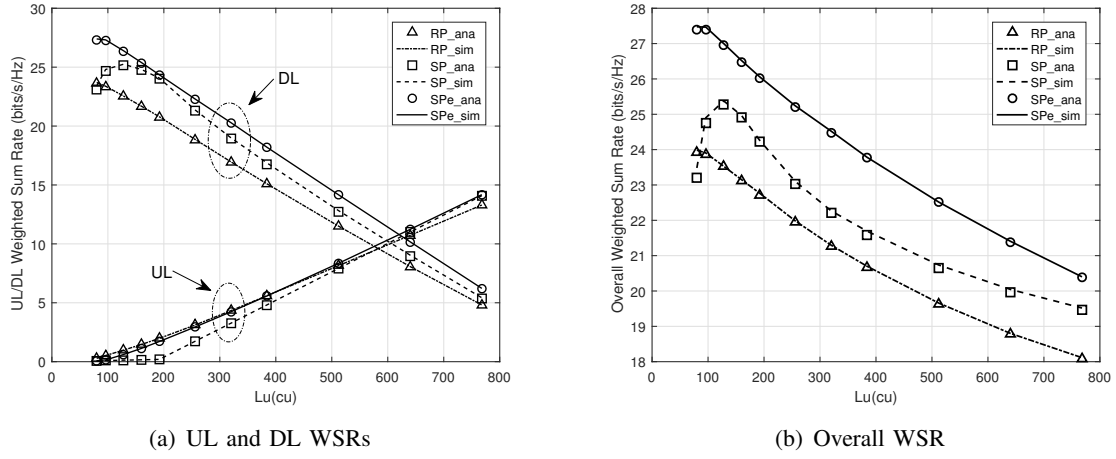 UL/DL Weighted Sum Rate (bits/s/Hz)
30
25
20
15
10
5
0
0 100 200 300 400 500 600 700 800
Lu(cu)
DL
UL
RP_ana
RP_sim
SP_ana
SP_sim
SPe_ana
SPe_sim
(a) UL and DL WSRs
Overall Weighted Sum Rate (bits/s/Hz)
28
27
26
25
24
23
22
21
20
19
18
0 100 200 300 400 500 600 700 800
Lu(cu)
RP_ana
RP_sim
SP_ana
SP_sim
SPe_ana
SPe_sim
(b) Overall WSR